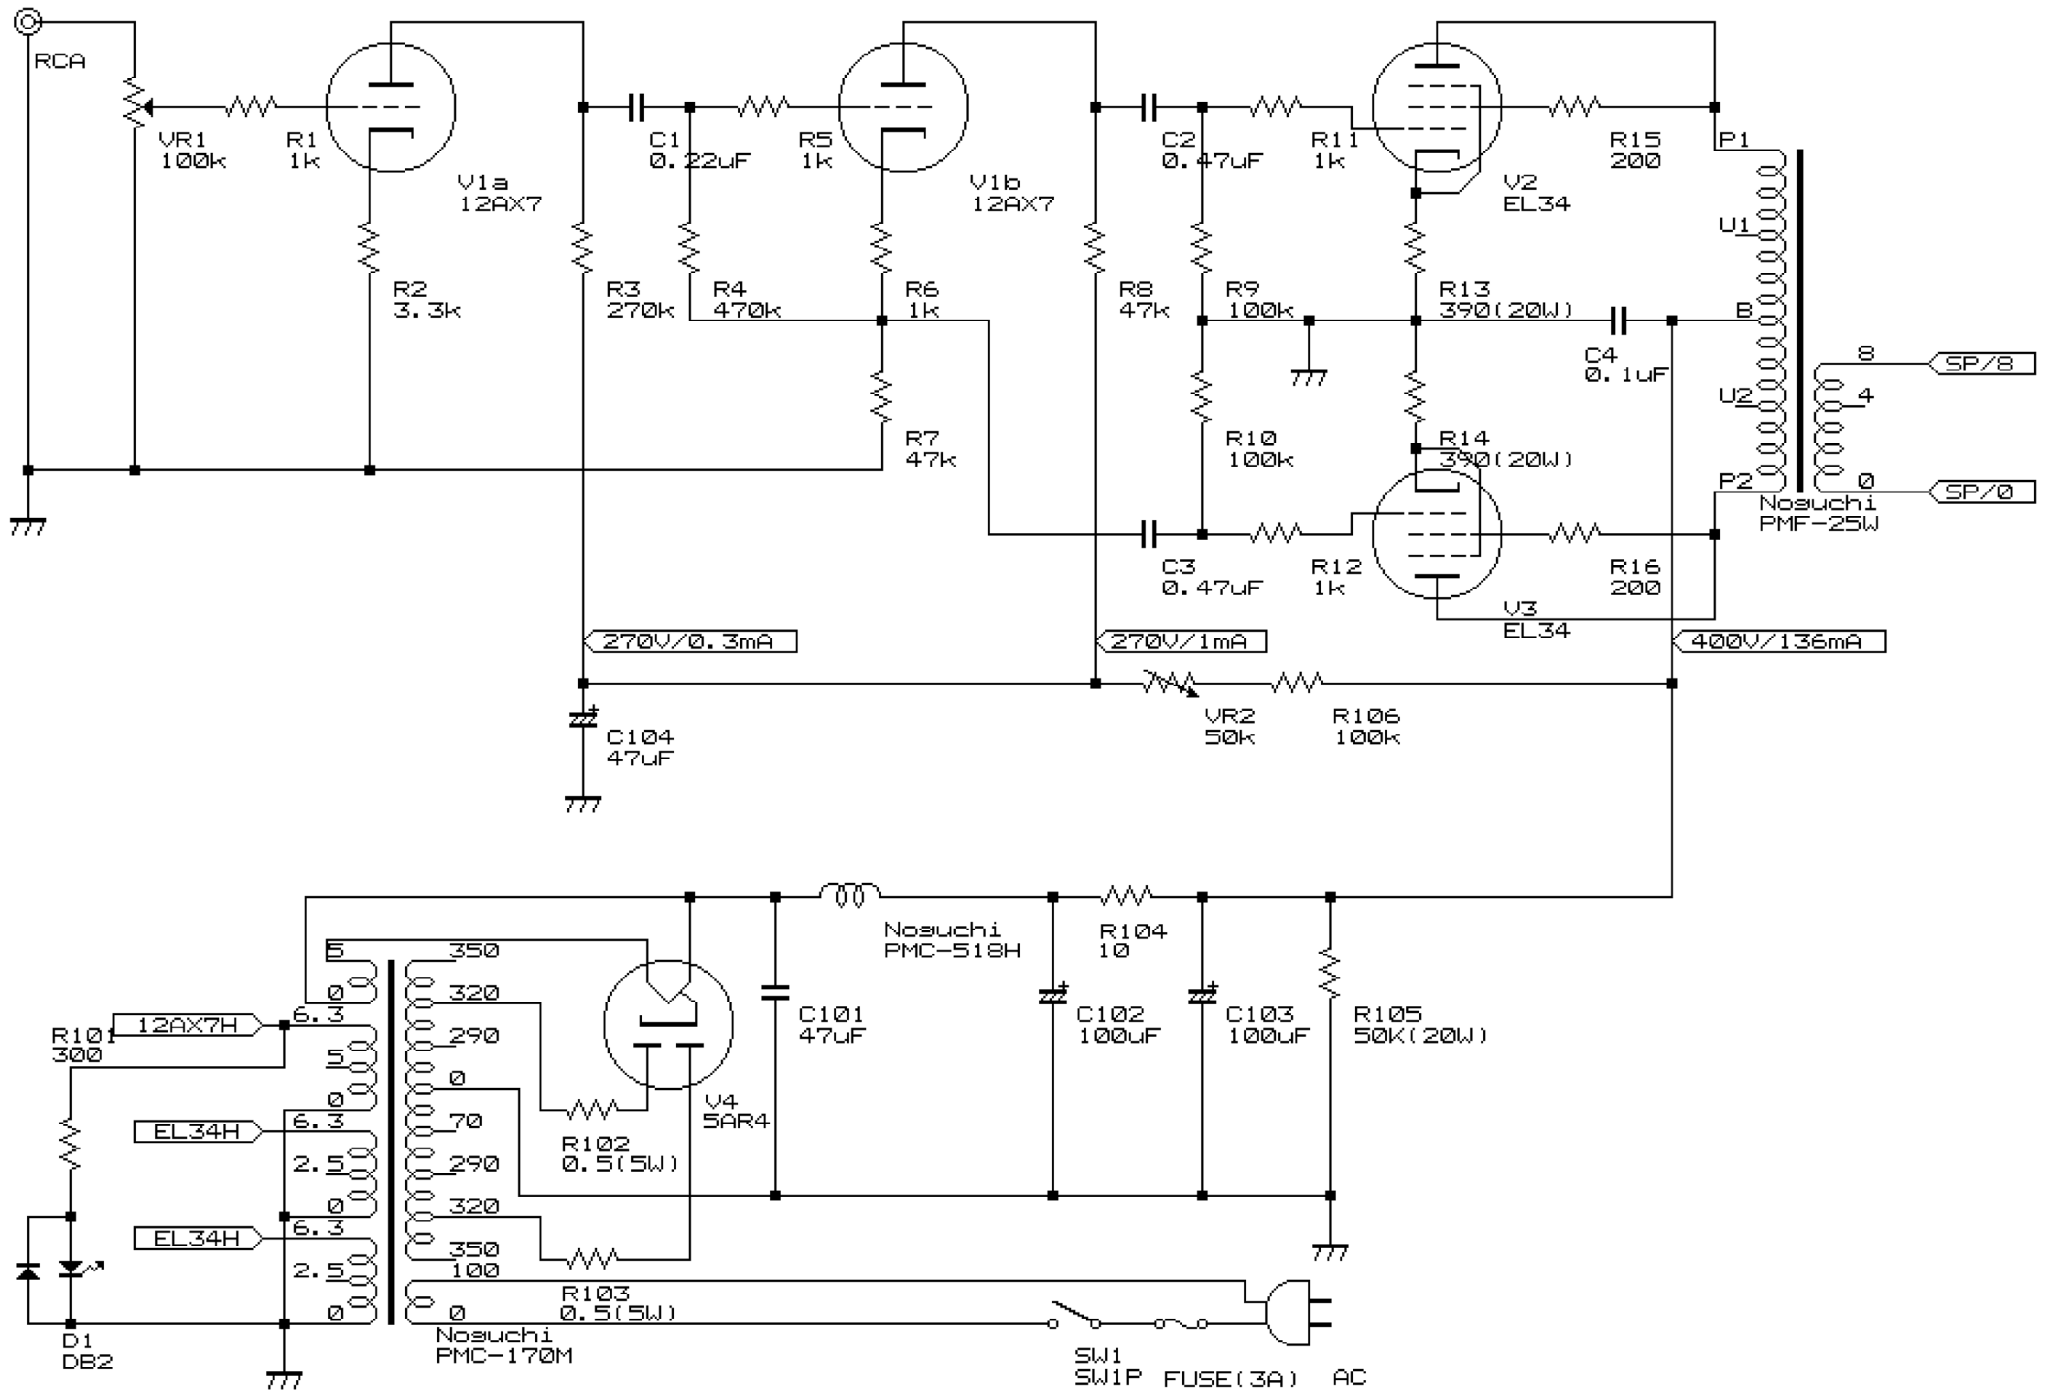 RCA
VR1
100k
R1
1k
V1a
12AX7
R2
3.3k
R3
270k
C1
0.22uF
R4
470k
R5
1k
V1b
12AX7
R6
1k
R7
47k
R8
47k
C2
0.47uF
R9
100k
R10
100k
C3
0.47uF
R11
1k
V2
EL34
R13
390(20W)
R14
390(20W)
R12
1k
V3
EL34
R15
200
C4
0.1uF
R16
200
P1
U1
B
U2
P2
Noguchi
PMF-25W
8
4
0
SP/8
SP/0
270V/0.3mA
270V/1mA
400V/136mA
C104
47uF
VR2
50k
R106
100k
Noguchi
PMC-518H
R104
10
C101
47uF
C102
100uF
C103
100uF
R105
50K(20W)
5
0
6.3
5
0
6.3
2.5
0
6.3
2.5
0
350
320
290
0
70
290
320
350
100
0
12AX7H
R101
300
EL34H
EL34H
D1
DB2
V4
5AR4
R102
0.5(5W)
R103
0.5(5W)
Noguchi
PMC-170M
SW1
SW1P
FUSE(3A)
AC